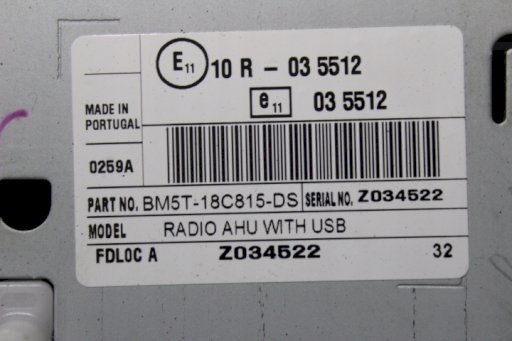 E11 10 R - 03 5512
e11 03 5512
MADE IN
PORTUGAL
0259A
PART NO. BM5T-18C815-DS SERIAL NO. Z034522
MODEL RADIO AHU WITH USB
FDLOC A Z034522 32